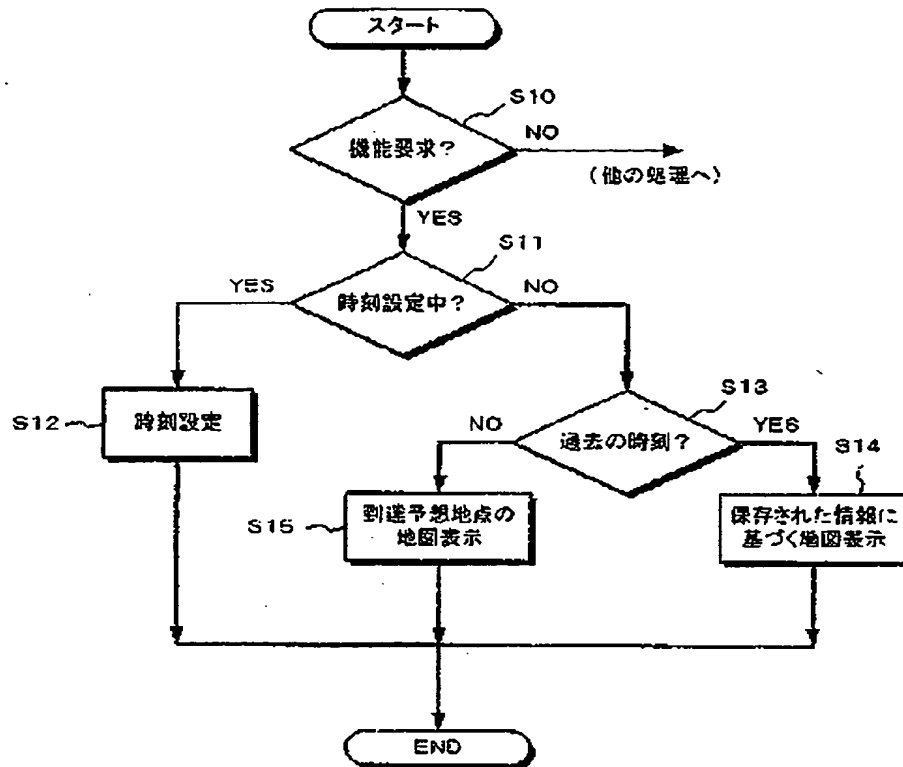 スタート
S10
機能要求?
NO
(他の処理へ)
YES
S11
YES
時刻設定中?
NO
S12
時刻設定
S13
NO
過去の時刻?
YES
S14
S15
到達予想地点の
地図表示
保存された情報に
基づく地図表示
END